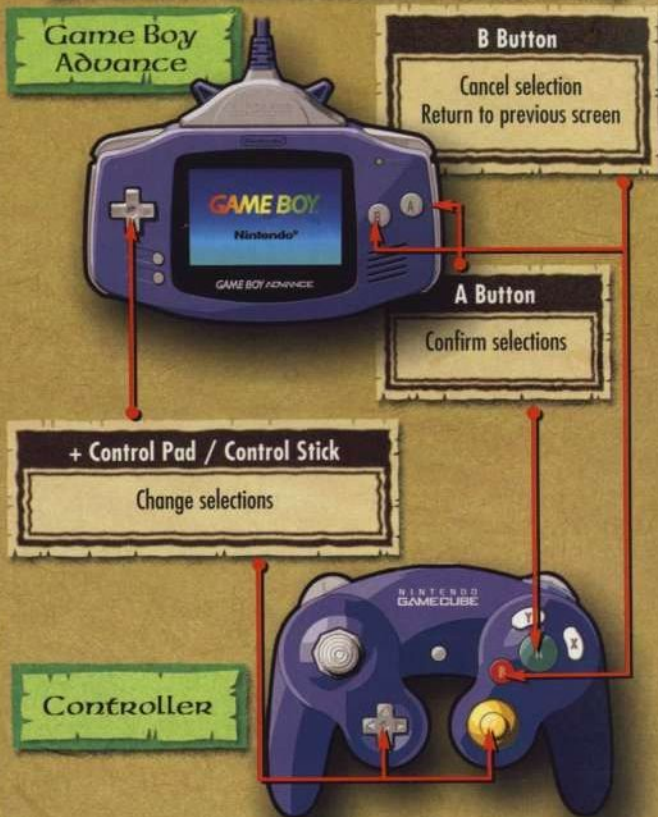 Game Boy
Advance
B Button
Cancel selection
Return to previous screen
Nintendo
B
A
GAME BOY
Nintendo®
GAME BOY ADVANCE
A Button
Confirm selections
+ Control Pad / Control Stick
Change selections
NINTENDO
GAMECUBE
Y
X
A
B
Controller